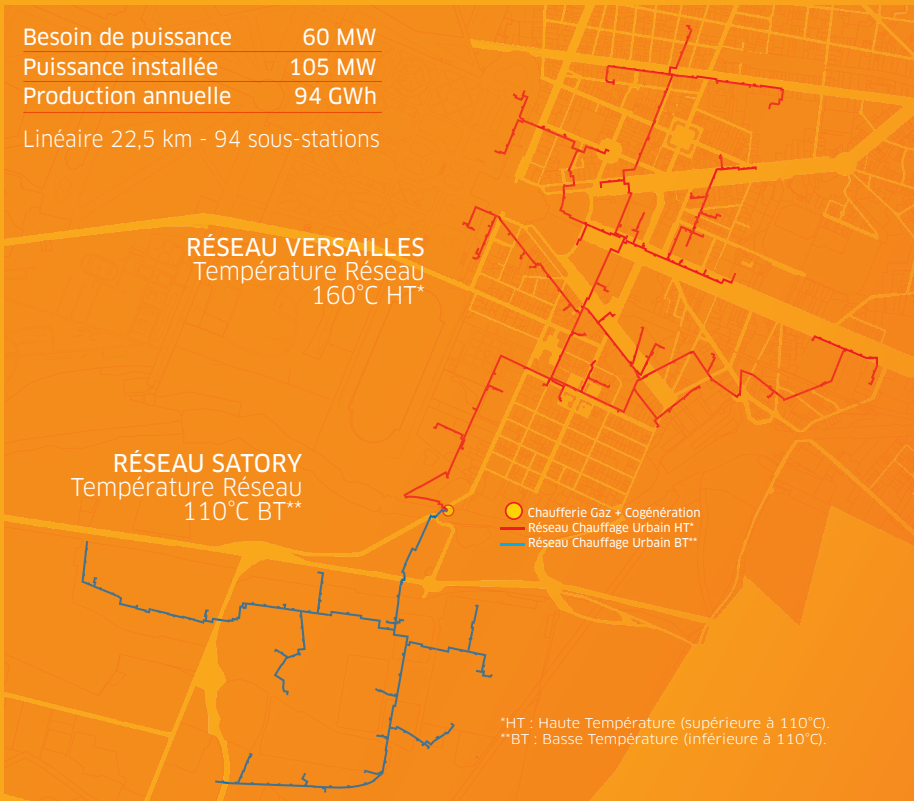 Besoin de puissance 60 MW
Puissance installée 105 MW
Production annuelle 94 GWh
Linéaire 22,5 km - 94 sous-stations
RÉSEAU VERSAILLES
Température Réseau
160°C HT*
RÉSEAU SATORY
Température Réseau
110°C BT**
Chaufferie Gaz + Cogénération
Réseau Chauffage Urbain HT*
Réseau Chauffage Urbain BT**
*HT : Haute Température (supérieure à 110°C).
**BT : Basse Température (inférieure à 110°C).